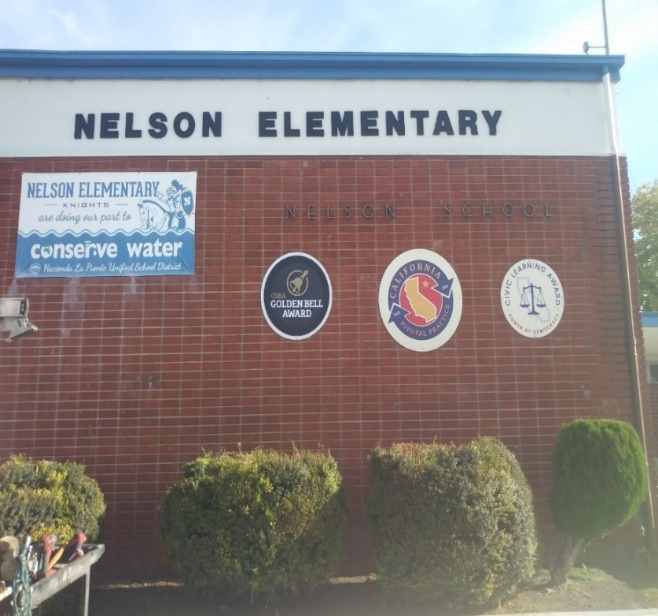 NELSON ELEMENTARY
NELSON ELEMENTARY
KNIGHTS
are doing our part to
conserve water
Hacienda La Puente Unified School District
NELSON SCHOOL
CSBA
GOLDEN BELL
AWARD
CALIFORNIA
PIVOTAL PRACTICE
CIVIC LEARNING AWARD
POWER OF DEMOCRACY